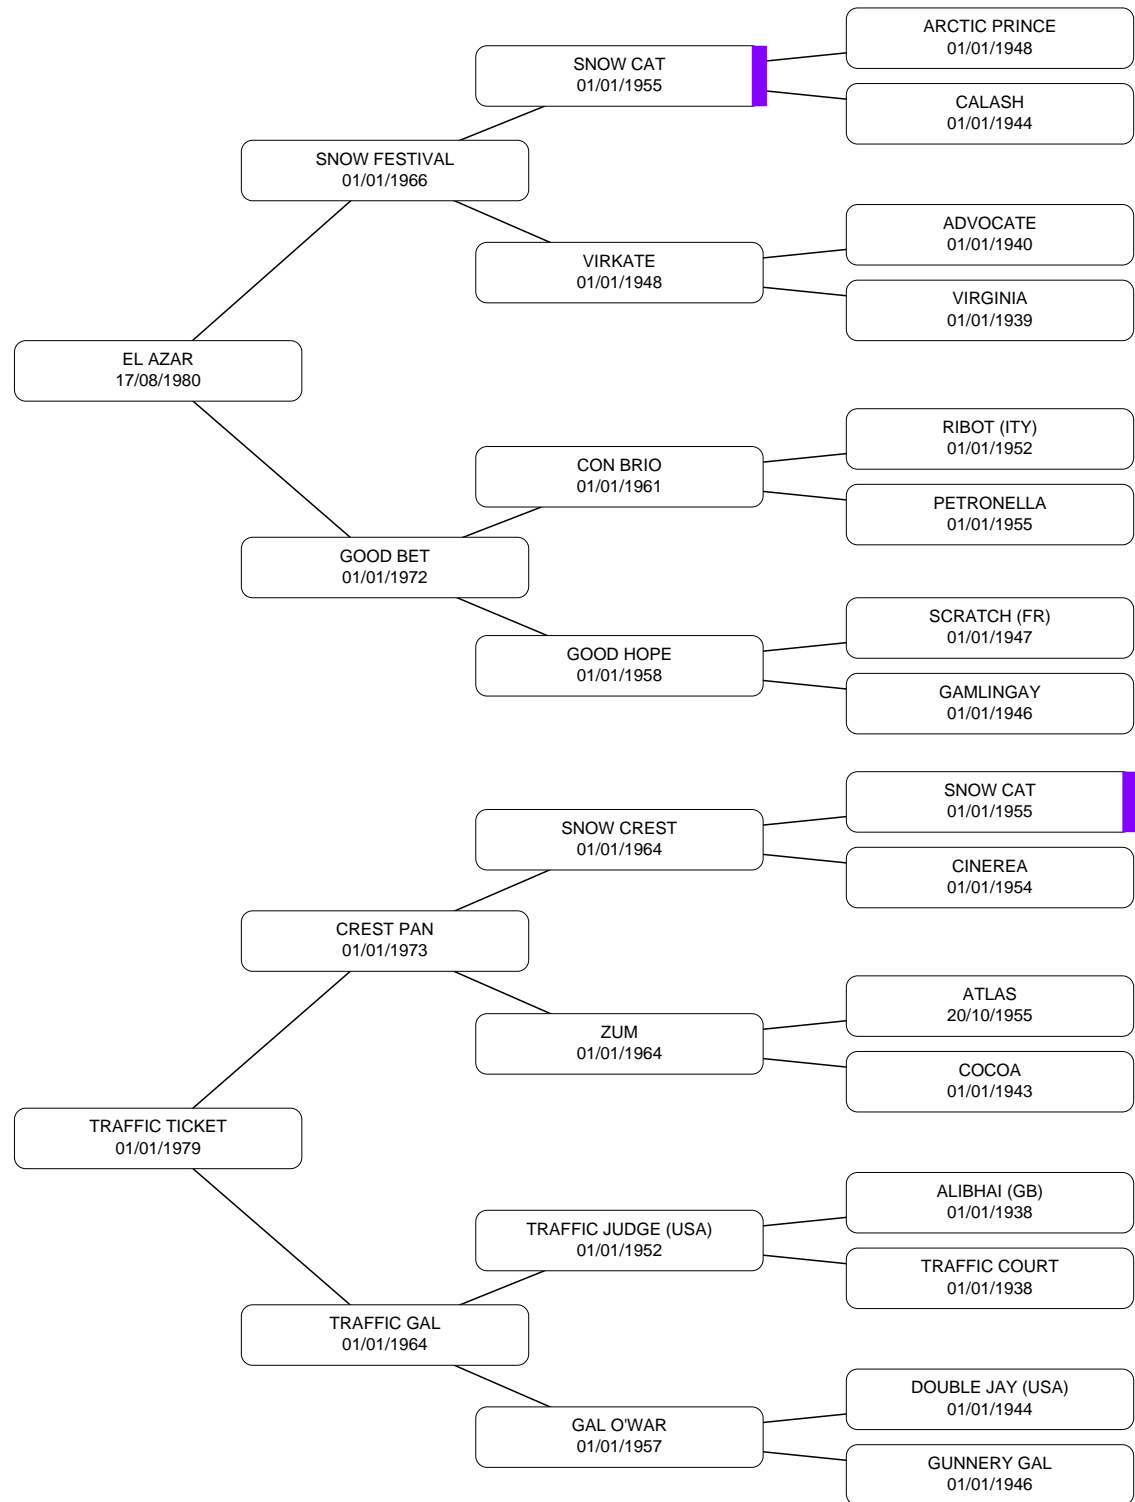 ARCTIC PRINCE
01/01/1948
SNOW CAT
01/01/1955
CALASH
01/01/1944
SNOW FESTIVAL
01/01/1966
ADVOCATE
01/01/1940
VIRKATE
01/01/1948
VIRGINIA
01/01/1939
EL AZAR
17/08/1980
RIBOT (ITY)
01/01/1952
CON BRIO
01/01/1961
PETRONELLA
01/01/1955
GOOD BET
01/01/1972
SCRATCH (FR)
01/01/1947
GOOD HOPE
01/01/1958
GAMLINGAY
01/01/1946
SNOW CAT
01/01/1955
SNOW CREST
01/01/1964
CINEREA
01/01/1954
CREST PAN
01/01/1973
ATLAS
20/10/1955
ZUM
01/01/1964
COCOA
01/01/1943
TRAFFIC TICKET
01/01/1979
ALIBHAI (GB)
01/01/1938
TRAFFIC JUDGE (USA)
01/01/1952
TRAFFIC COURT
01/01/1938
TRAFFIC GAL
01/01/1964
DOUBLE JAY (USA)
01/01/1944
GAL O'WAR
01/01/1957
GUNNERY GAL
01/01/1946